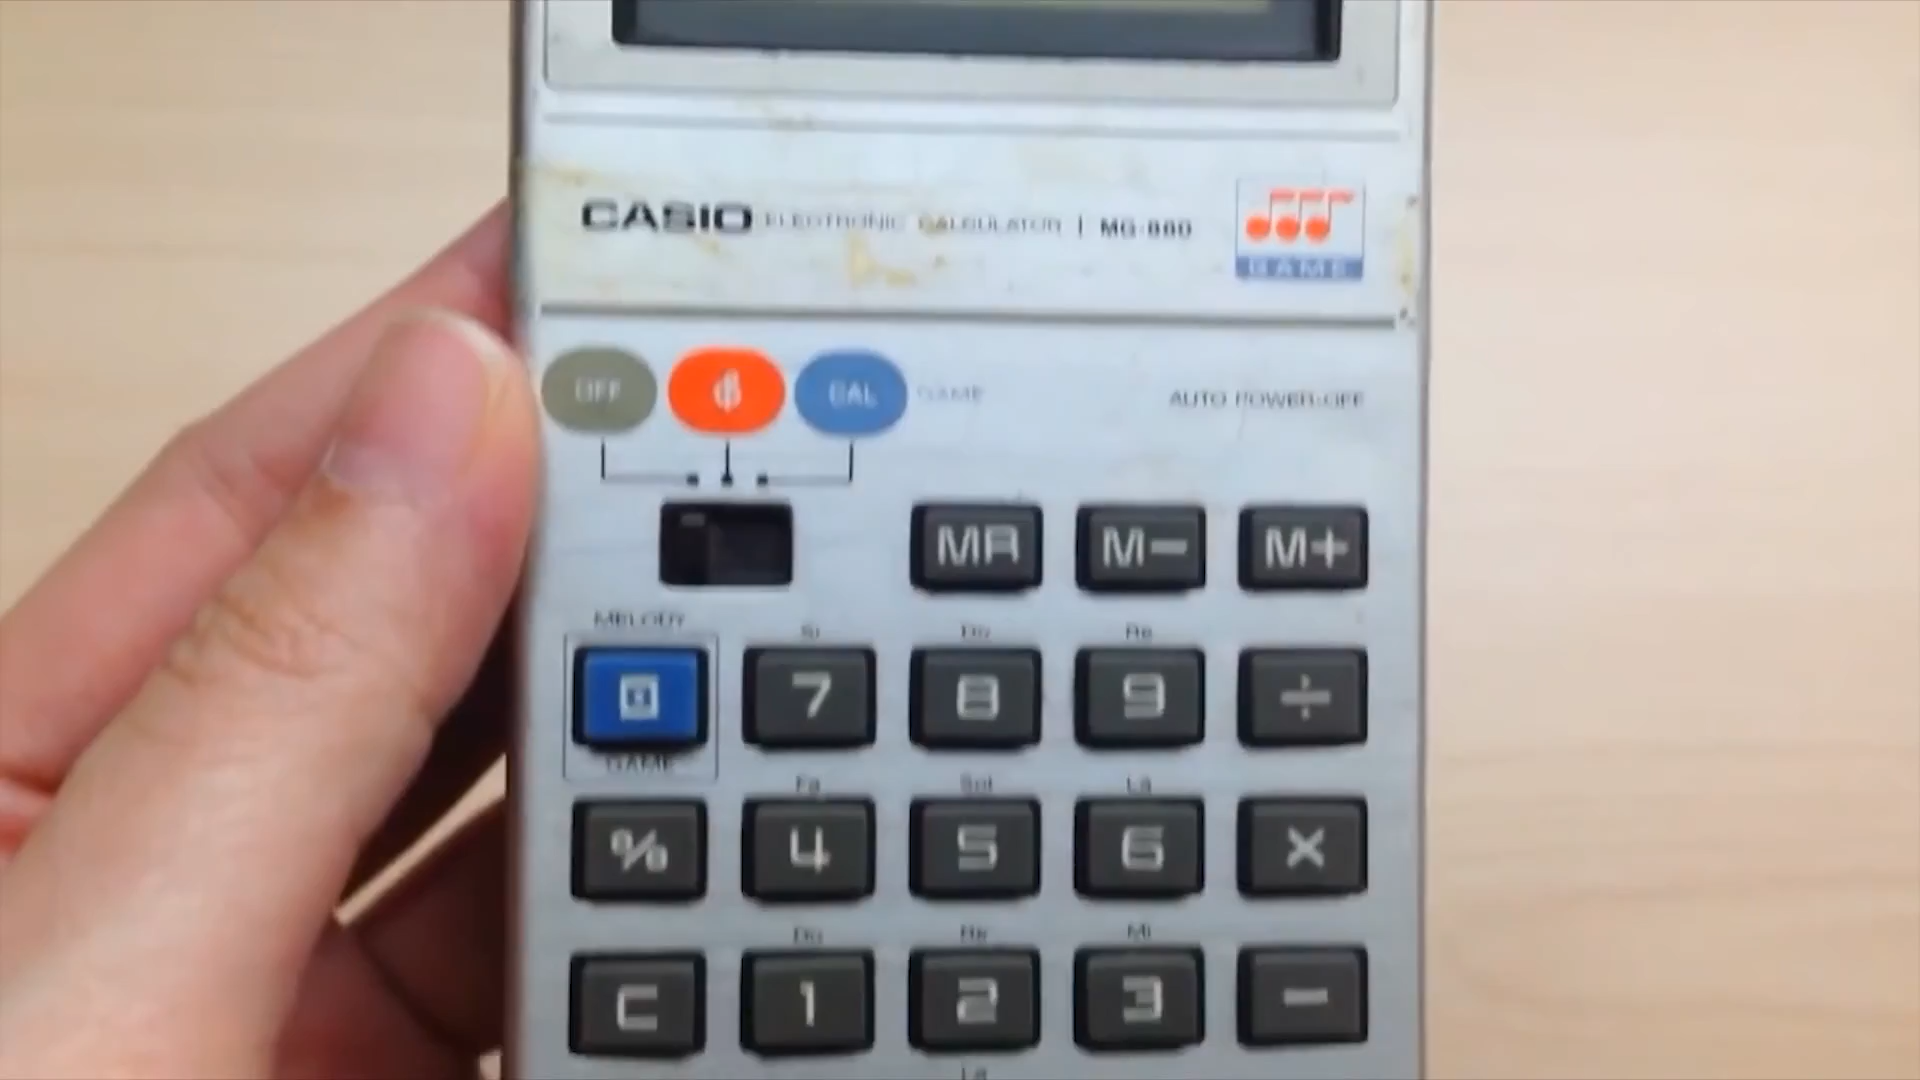 CASIO ELECTRONIC CALCULATOR | MG-880
GAME
OFF CAL GAME AUTO POWER-OFF
MR M− M+
MELODY Si Do Re
7 8 9 ÷
GAME
Fa Sol La
% 4 5 6 ×
Do Re Mi
C 1 2 3 −
La